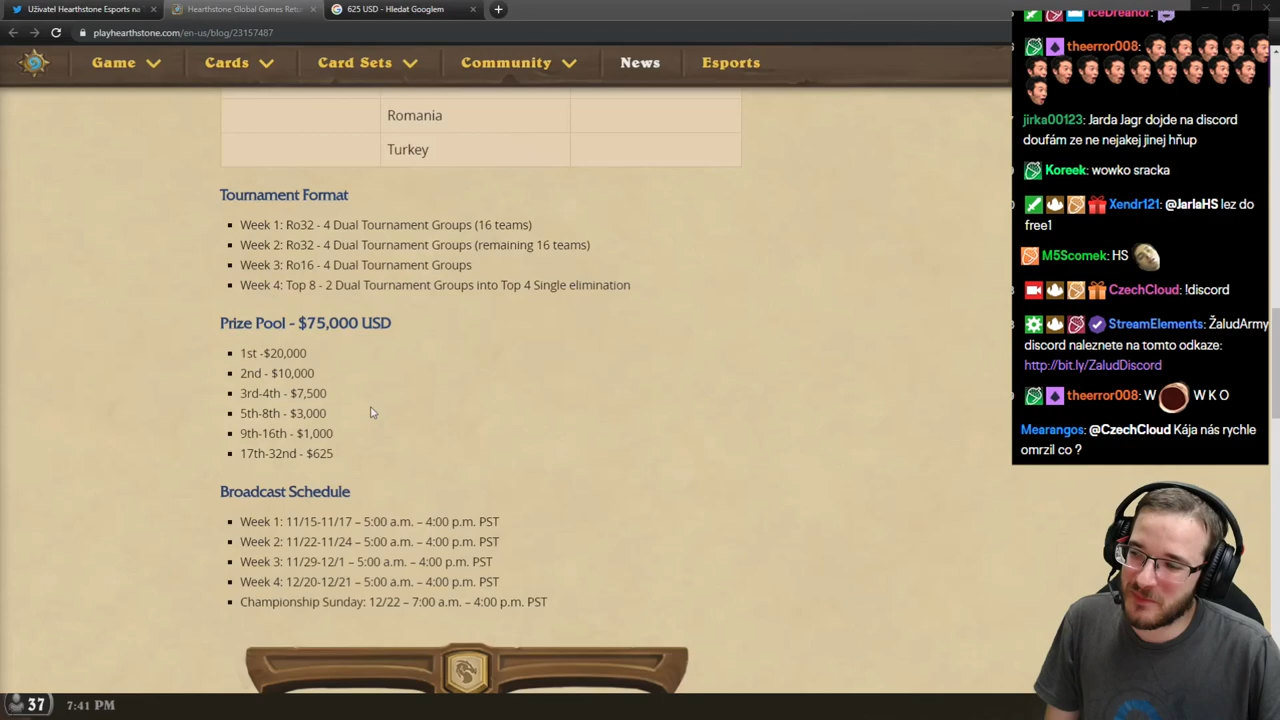 Uživatel Hearthstone Esports na
Hearthstone Global Games Retu
625 USD - Hledat Googlem
playhearthstone.com/en-us/blog/23157487
Game
Cards
Card Sets
Community
News
Esports
Romania
Turkey
Tournament Format
Week 1: Ro32 - 4 Dual Tournament Groups (16 teams)
Week 2: Ro32 - 4 Dual Tournament Groups (remaining 16 teams)
Week 3: Ro16 - 4 Dual Tournament Groups
Week 4: Top 8 - 2 Dual Tournament Groups into Top 4 Single elimination
Prize Pool - $75,000 USD
1st -$20,000
2nd - $10,000
3rd-4th - $7,500
5th-8th - $3,000
9th-16th - $1,000
17th-32nd - $625
Broadcast Schedule
Week 1: 11/15-11/17 – 5:00 a.m. – 4:00 p.m. PST
Week 2: 11/22-11/24 – 5:00 a.m. – 4:00 p.m. PST
Week 3: 11/29-12/1 – 5:00 a.m. – 4:00 p.m. PST
Week 4: 12/20-12/21 – 5:00 a.m. – 4:00 p.m. PST
Championship Sunday: 12/22 – 7:00 a.m. – 4:00 p.m. PST
37
7:41 PM
IceDreanor:
theerror008:
jirka00123: Jarda Jagr dojde na discord
doufám ze ne nejakej jinej hňup
Koreek: wowko sracka
Xendr121: @JarlaHS lez do
free1
M5Scomek: HS
CzechCloud: !discord
StreamElements: ŽaludArmy
discord naleznete na tomto odkaze:
http://bit.ly/ZaludDiscord
theerror008: W W K O
Mearangos: @CzechCloud Kája nás rychle
omrzil co ?